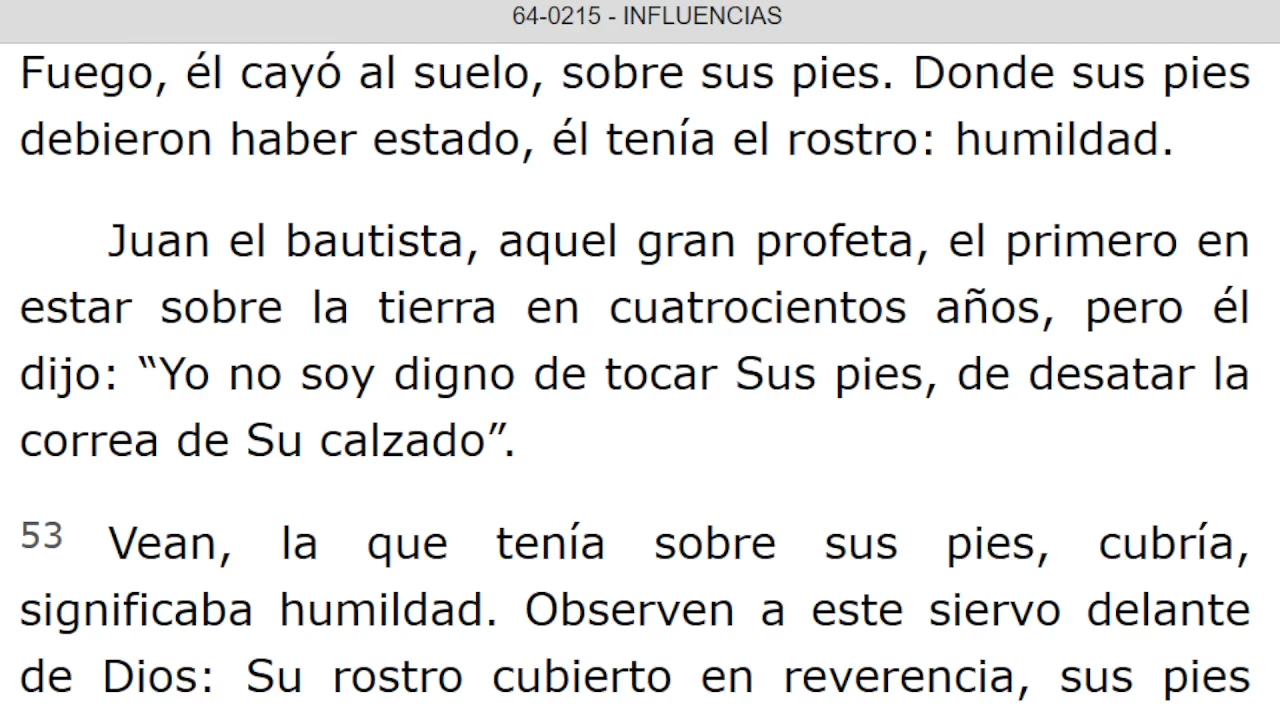 64-0215 - INFLUENCIAS
Fuego, él cayó al suelo, sobre sus pies. Donde sus pies
debieron haber estado, él tenía el rostro: humildad.
Juan el bautista, aquel gran profeta, el primero en
estar sobre la tierra en cuatrocientos años, pero él
dijo: “Yo no soy digno de tocar Sus pies, de desatar la
correa de Su calzado”.
53 Vean, la que tenía sobre sus pies, cubría,
significaba humildad. Observen a este siervo delante
de Dios: Su rostro cubierto en reverencia, sus pies